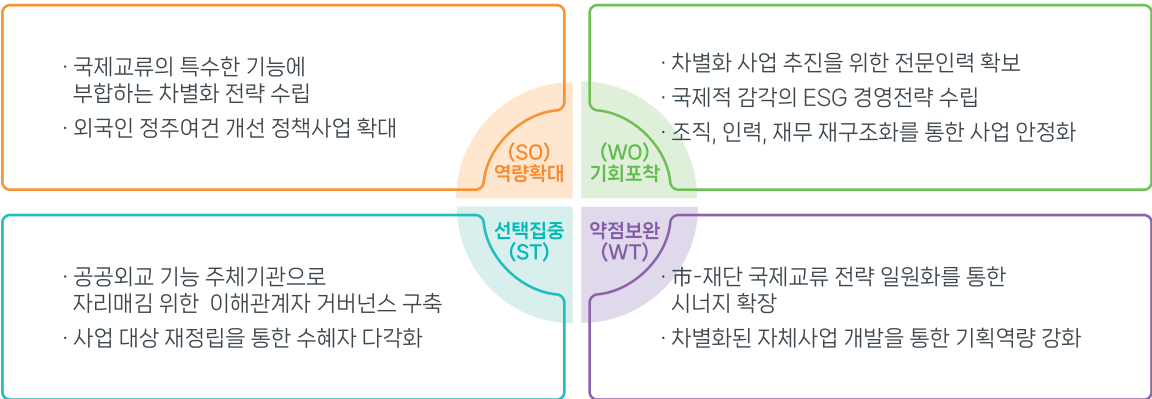 · 국제교류의 특수한 기능에
부합하는 차별화 전략 수립
· 외국인 정주여건 개선 정책사업 확대
(SO)
역량확대
· 차별화 사업 추진을 위한 전문인력 확보
· 국제적 감각의 ESG 경영전략 수립
· 조직, 인력, 재무 재구조화를 통한 사업 안정화
(WO)
기회포착
선택집중
(ST)
· 공공외교 기능 주체기관으로
자리매김 위한 이해관계자 거버넌스 구축
· 사업 대상 재정립을 통한 수혜자 다각화
약점보완
(WT)
· 市-재단 국제교류 전략 일원화를 통한
시너지 확장
· 차별화된 자체사업 개발을 통한 기획역량 강화